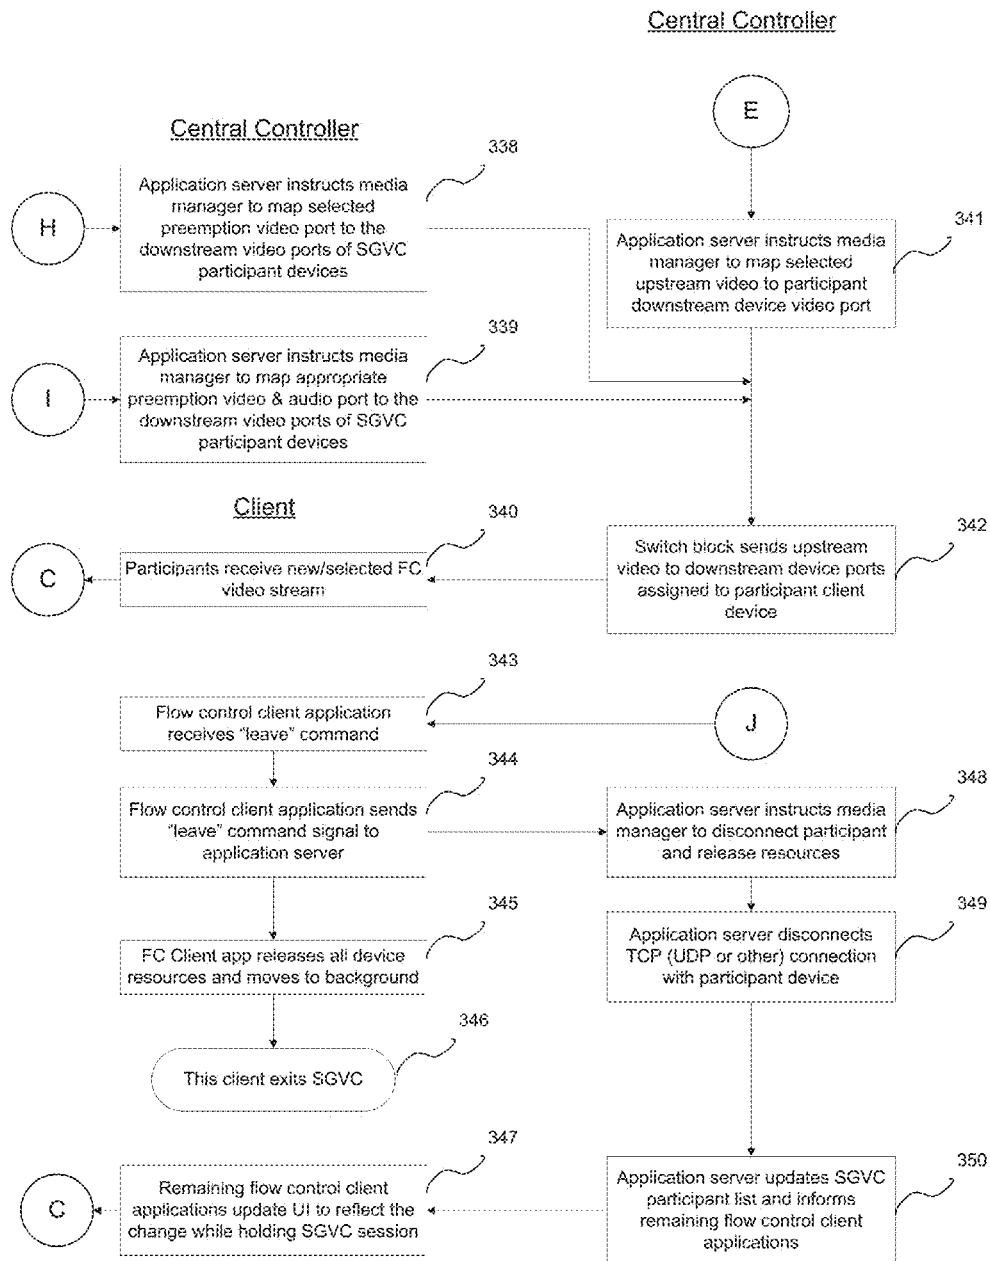 Central Controller
E
Central Controller
338
H
Application server instructs media
manager to map selected
preemption video port to the
downstream video ports of SGVC
participant devices
341
Application server instructs media
manager to map selected
upstream video to participant
downstream device video port
339
I
Application server instructs media
manager to map appropriate
preemption video & audio port to the
downstream video ports of SGVC
participant devices
Client
340
C
Participants receive new/selected FC
video stream
342
Switch block sends upstream
video to downstream device ports
assigned to participant client
device
343
Flow control client application
receives "leave" command
J
344
Flow control client application sends
"leave" command signal to
application server
348
Application server instructs media
manager to disconnect participant
and release resources
345
FC Client app releases all device
resources and moves to background
349
Application server disconnects
TCP (UDP or other) connection
with participant device
346
This client exits SGVC
347
C
Remaining flow control client
applications update UI to reflect the
change while holding SGVC session
350
Application server updates SGVC
participant list and informs
remaining flow control client
applications